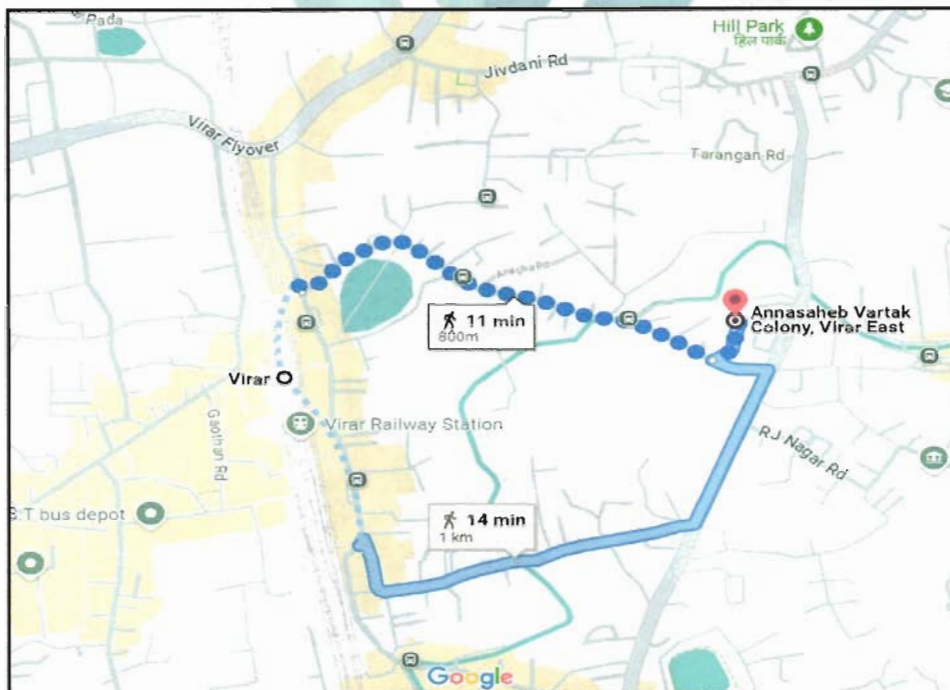 Pada
Hill Park
हिल पार्क
Jivdani Rd
Virar Flyover
Tarangan Rd
11 min
800m
Annasaheb Vartak
Colony, Virar East
Virar
Virar Railway Station
Gaothan Rd
RJ Nagar Rd
S.T bus depot
14 min
1 km
Google